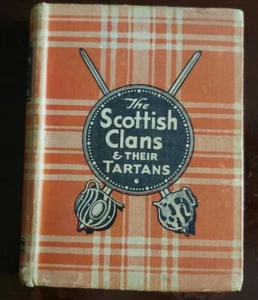 The
Scottish
Clans
& THEIR
TARTANS